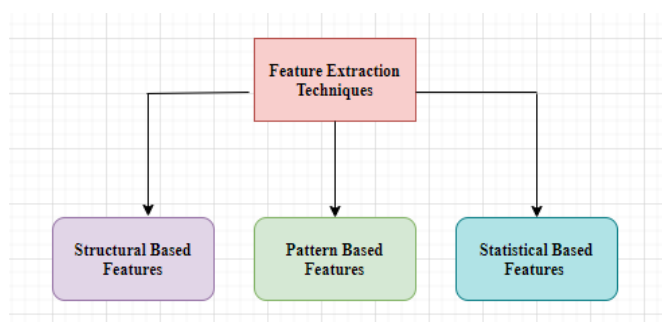 Feature Extraction
Techniques
Structural Based
Features
Pattern Based
Features
Statistical Based
Features